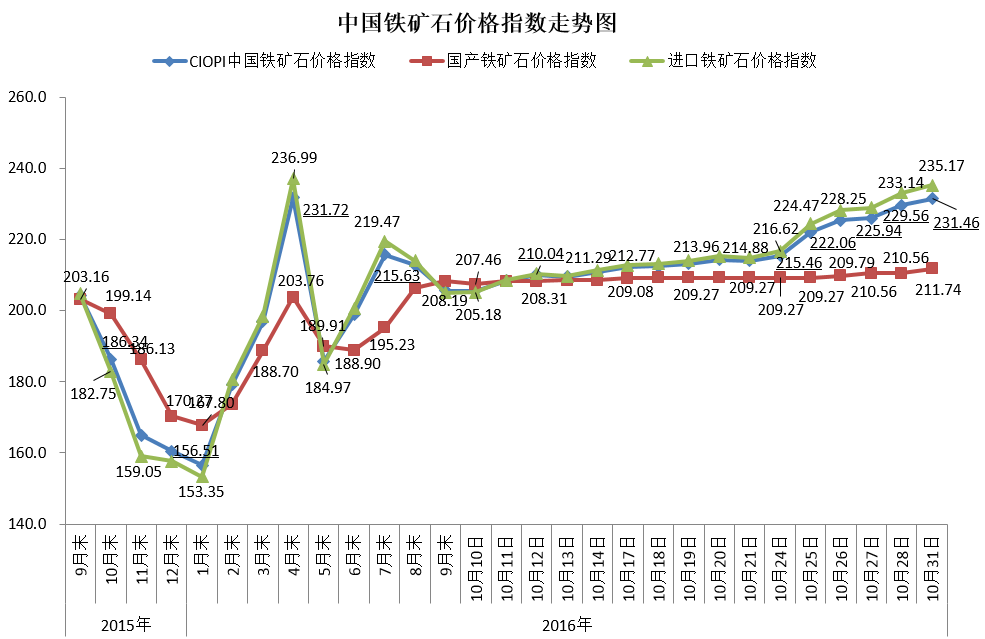 中国铁矿石价格指数走势图
CIOPI中国铁矿石价格指数 国产铁矿石价格指数 进口铁矿石价格指数
260.0
240.0
220.0
200.0
180.0
160.0
140.0
236.99
235.17
233.14
228.25
224.47
231.72
219.47
216.62
229.56
231.46
225.94
222.06
213.96
214.88
210.04
211.29
212.77
207.46
215.46
209.79
210.56
203.16
203.76
215.63
199.14
208.19
208.31
209.08
209.27
209.27
209.27
209.27
210.56
211.74
205.18
189.91
195.23
186.34
186.13
188.90
188.70
184.97
182.75
170.27
167.80
156.51
159.05
153.35
9月末
10月末
11月末
12月末
1月末
2月末
3月末
4月末
5月末
6月末
7月末
8月末
9月末
10月10日
10月11日
10月12日
10月13日
10月14日
10月17日
10月18日
10月19日
10月20日
10月21日
10月24日
10月25日
10月26日
10月27日
10月28日
10月31日
2015年 2016年